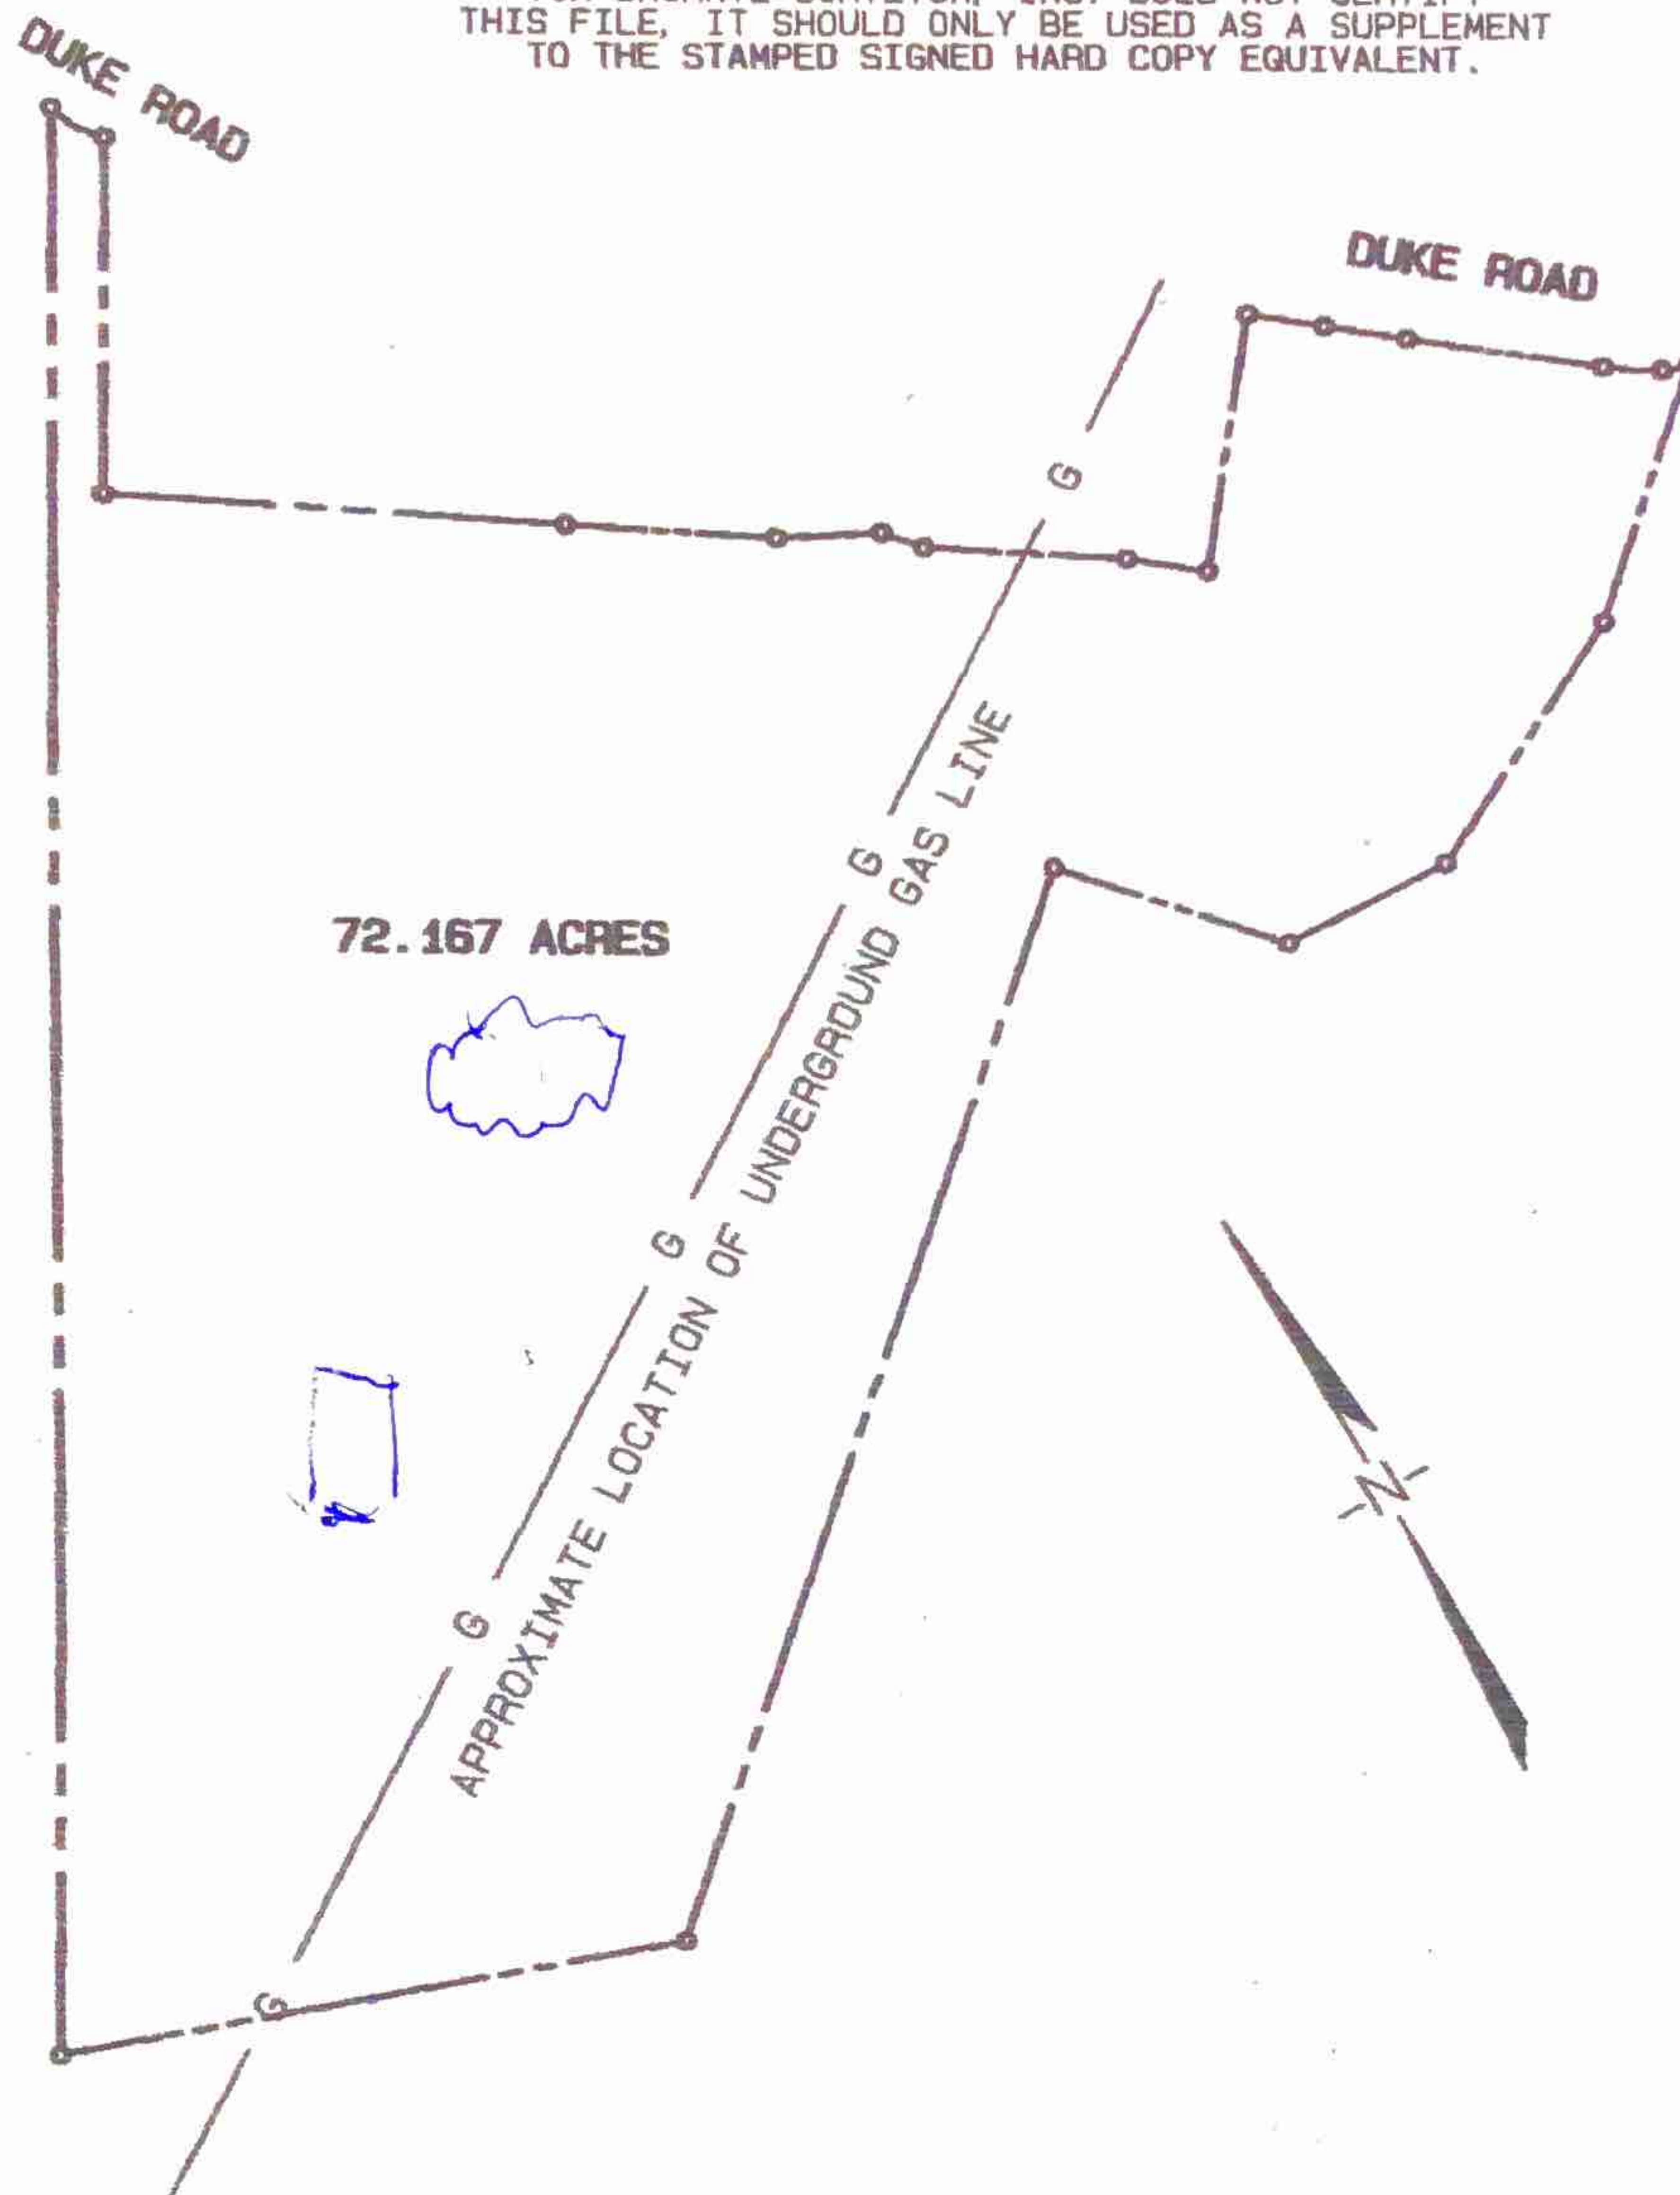 THIS FILE, IT SHOULD ONLY BE USED AS A SUPPLEMENT
TO THE STAMPED SIGNED HARD COPY EQUIVALENT.
DUKE ROAD
DUKE ROAD
G
G
72.167 ACRES
APPROXIMATE LOCATION OF UNDERGROUND GAS LINE
G
N
G
G